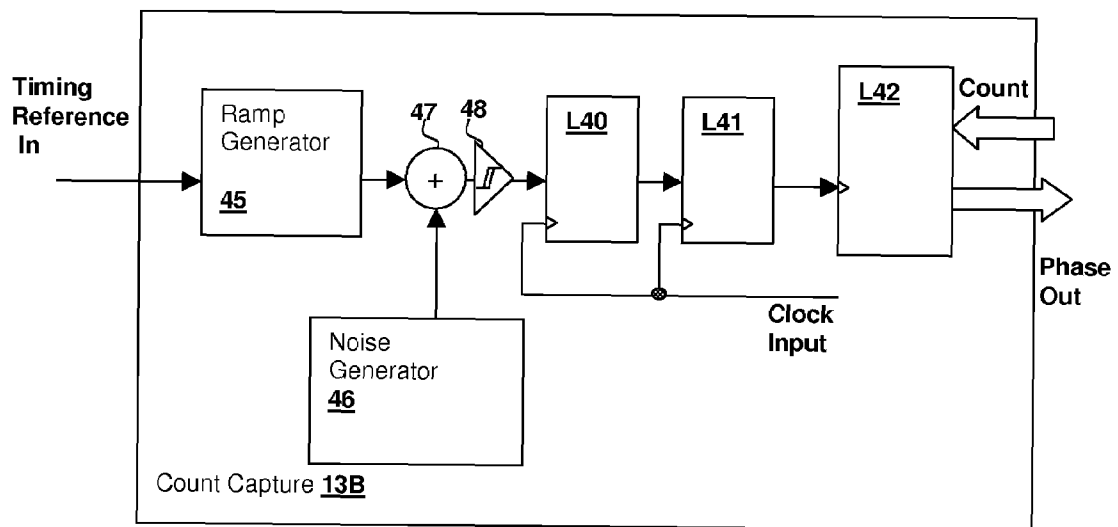 Timing
Reference
In
Ramp
Generator
45
47
+
48
L40
L41
L42
Count
Phase
Out
Clock
Input
Noise
Generator
46
Count Capture 13B